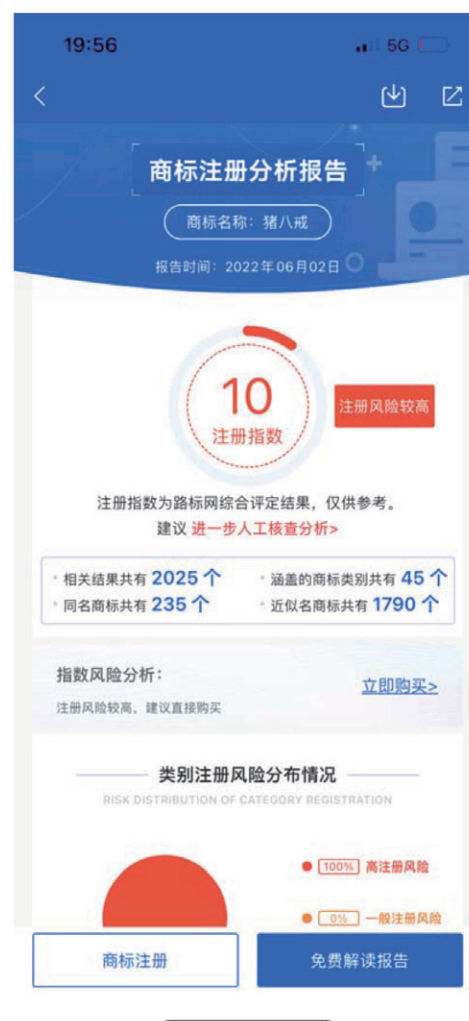 19:56
5G
商标注册分析报告
商标名称：猪八戒
报告时间：2022年06月02日
10
注册指数
注册风险较高
注册指数为路标网综合评定结果，仅供参考。
建议 进一步人工核查分析>
相关结果共有 2025 个
涵盖的商标类别共有 45 个
同名商标共有 235 个
近似名商标共有 1790 个
指数风险分析：
注册风险较高，建议直接购买
立即购买>
类别注册风险分布情况
RISK DISTRIBUTION OF CATEGORY REGISTRATION
100% 高注册风险
0% 一般注册风险
商标注册
免费解读报告